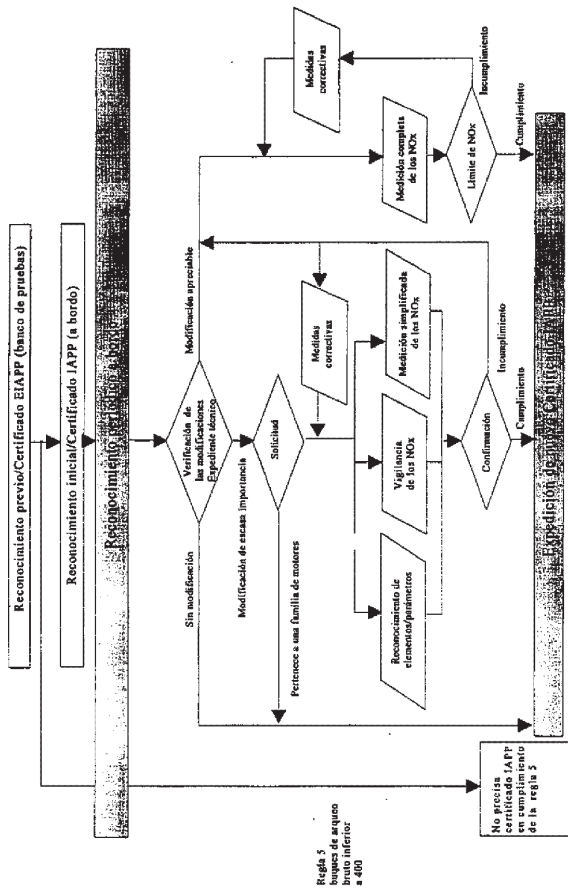 Reconocimiento previo/Certificado EIAPP (banco de pruebas)
Reconocimiento inicial/Certificado IAPP (a bordo)
Reconocimiento periódico a bordo
Verificación de
las modificaciones
Expediente técnico
Sin modificación
Modificación apreciable
Modificación de escasa importancia
Solicitud
Pertenece a una familia de motores
Medidas
correctivas
Medidas
correctivas
Reconocimiento de
elementos/parámetros
Vigilancia
de los NOx
Medición simplificada
de los NOx
Medición completa
de los NOx
Confirmación
Incumplimiento
Cumplimiento
Límite de NOx
Incumplimiento
Cumplimiento
Regla 5
buques de arqueo
bruto inferior
a 400
No precisa
certificado IAPP
en cumplimiento
de la regla 5
Expedición de nuevo Certificado IAPP